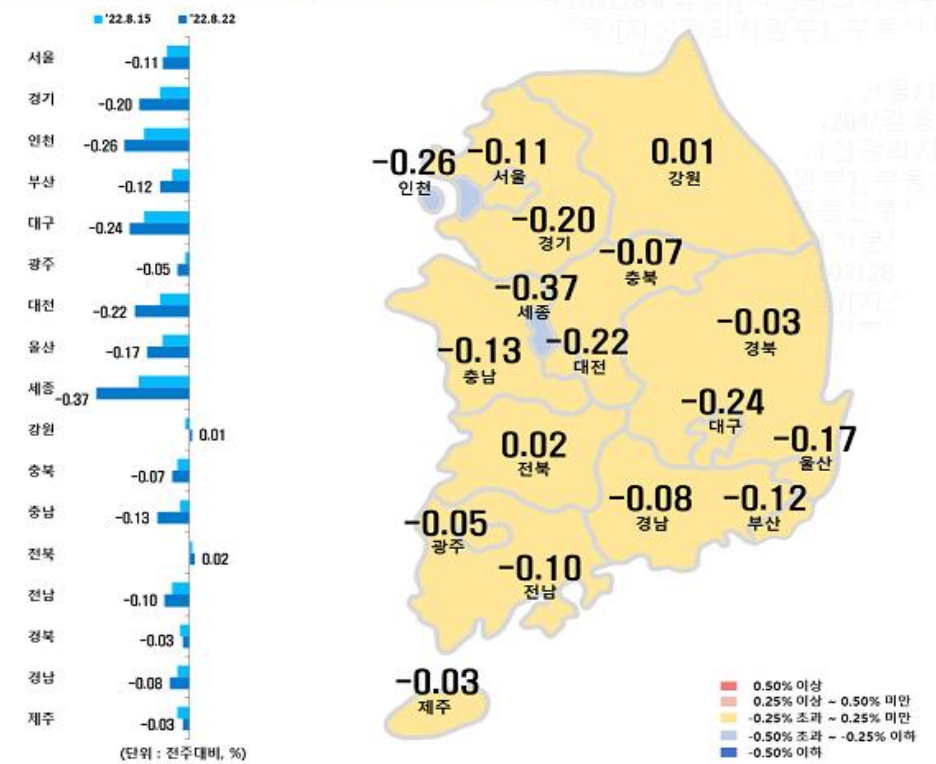 '22.8.15 '22.8.22
서울 -0.11
경기 -0.20
인천 -0.26
부산 -0.12
대구 -0.24
광주 -0.05
대전 -0.22
울산 -0.17
세종 -0.37
강원 0.01
충북 -0.07
충남 -0.13
전북 0.02
전남 -0.10
경북 -0.03
경남 -0.08
제주 -0.03
(단위 : 전주대비, %)
-0.26
인천
-0.11
서울
0.01
강원
-0.20
경기
-0.07
충북
-0.37
세종
-0.03
경북
-0.13
충남
-0.22
대전
-0.24
대구
-0.17
울산
0.02
전북
-0.08
경남
-0.12
부산
-0.05
광주
-0.10
전남
-0.03
제주
0.50% 이상
0.25% 이상 ~ 0.50% 미만
-0.25% 초과 ~ 0.25% 미만
-0.50% 초과 ~ -0.25% 이하
-0.50% 이하